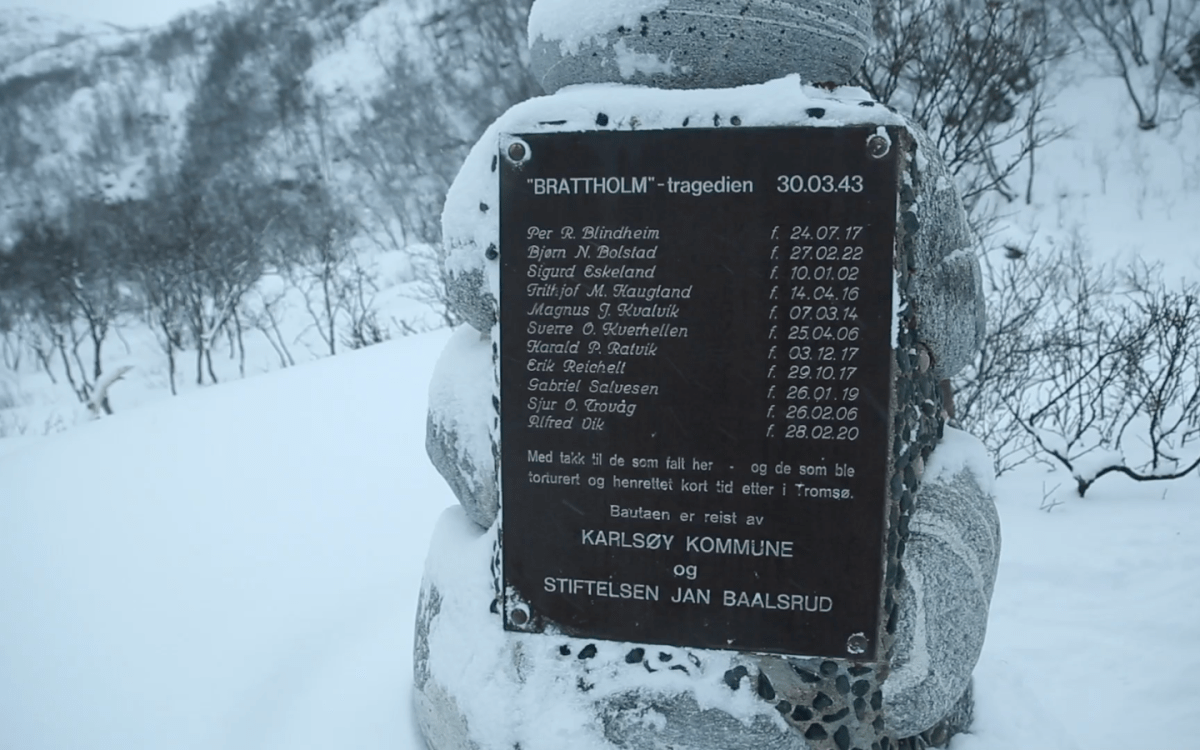 "BRATTHOLM"-tragedien 30.03.43
Per R. Blindheim f. 24.07.17
Bjørn N. Bolstad f. 27.02.22
Sigurd Eskeland f. 10.01.02
Frithjof M. Haugland f. 14.04.16
Magnus J. Kvalvik f. 07.03.14
Sverre O. Kverhellen f. 25.04.06
Harald P. Ratvik f. 03.12.17
Erik Reichelt f. 29.10.17
Gabriel Salvesen f. 26.01.19
Sjur O. Trovåg f. 26.02.06
Alfred Vik f. 28.02.20
Med takk til de som falt her - og de som ble
torturert og henrettet kort tid etter i Tromsø.
Bautaen er reist av
KARLSØY KOMMUNE
og
STIFTELSEN JAN BAALSRUD